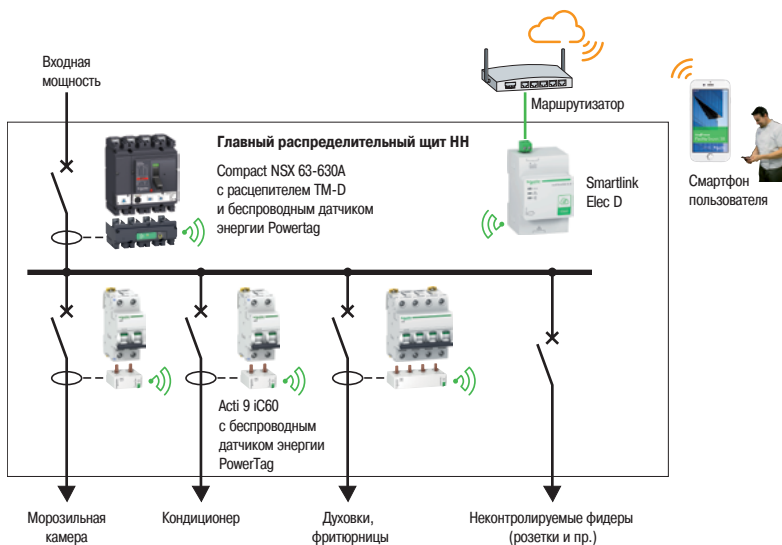 Входная
мощность
Маршрутизатор
Главный распределительный щит НН
Compact NSX 63-630A
с расцепителем TM-D
и беспроводным датчиком
энергии Powertag
Smartlink
Elec D
Смартфон
пользователя
Acti 9 iC60
с беспроводным
датчиком энергии
PowerTag
Морозильная
камера
Кондиционер
Духовки,
фритюрницы
Неконтролируемые фидеры
(розетки и пр.)